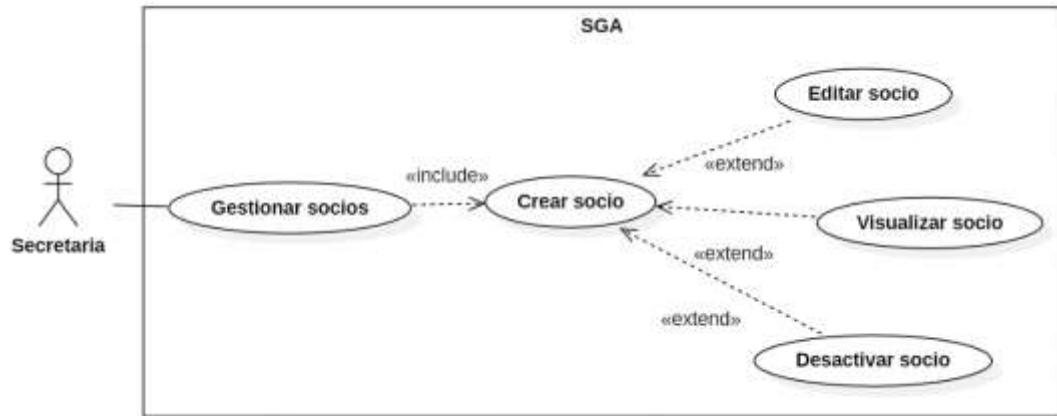 SGA
Editar socio
«extend»
«include»
Crear socio
Gestionar socios
Visualizar socio
Secretaria
«extend»
«extend»
Desactivar socio